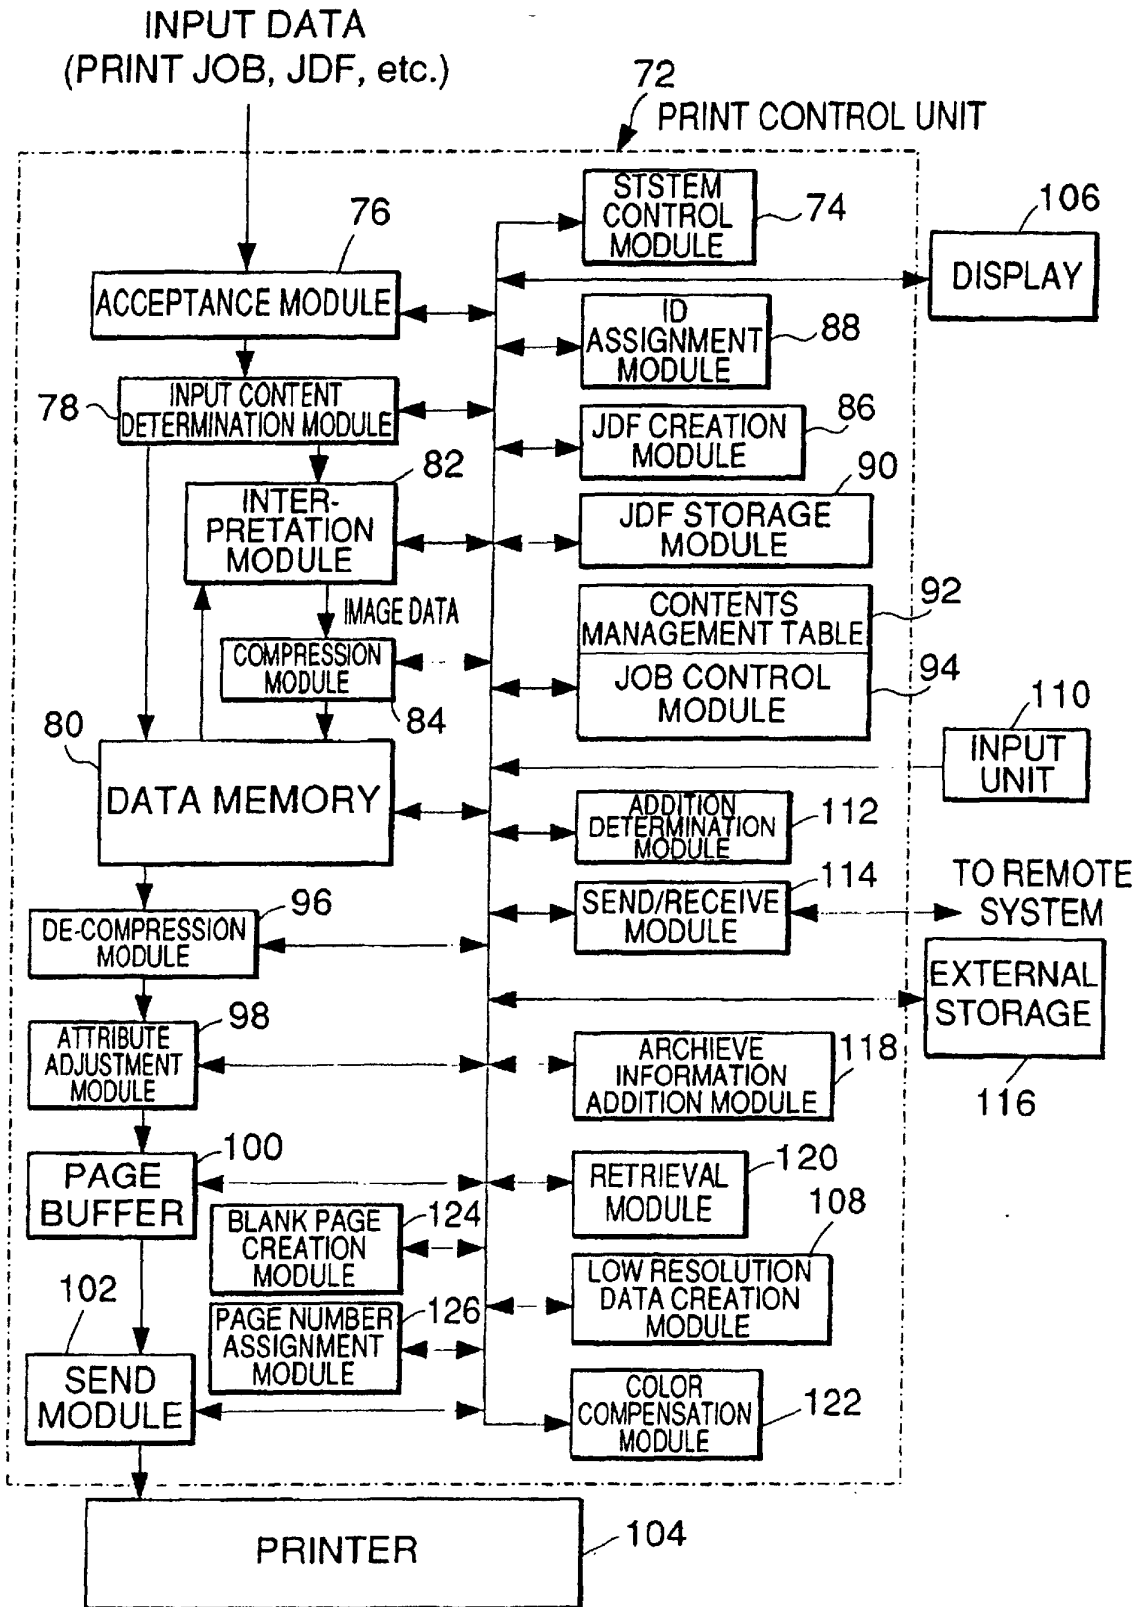 INPUT DATA
(PRINT JOB, JDF, etc.)
72
PRINT CONTROL UNIT
STSTEM
CONTROL
MODULE
74
106
DISPLAY
76
ACCEPTANCE MODULE
ID
ASSIGNMENT
MODULE
88
78
INPUT CONTENT
DETERMINATION MODULE
JDF CREATION
MODULE
86
82
INTER-
PRETATION
MODULE
90
JDF STORAGE
MODULE
IMAGE DATA
CONTENTS
MANAGEMENT TABLE
92
COMPRESSION
MODULE
84
JOB CONTROL
MODULE
94
80
DATA MEMORY
110
INPUT
UNIT
ADDITION
DETERMINATION
MODULE
112
SEND/RECEIVE
MODULE
114
TO REMOTE
SYSTEM
DE-COMPRESSION
MODULE
96
EXTERNAL
STORAGE
116
ATTRIBUTE
ADJUSTMENT
MODULE
98
ARCHIEVE
INFORMATION
ADDITION MODULE
118
PAGE
BUFFER
100
RETRIEVAL
MODULE
120
BLANK PAGE
CREATION
MODULE
124
LOW RESOLUTION
DATA CREATION
MODULE
108
PAGE NUMBER
ASSIGNMENT
MODULE
126
102
SEND
MODULE
COLOR
COMPENSATION
MODULE
122
PRINTER
104